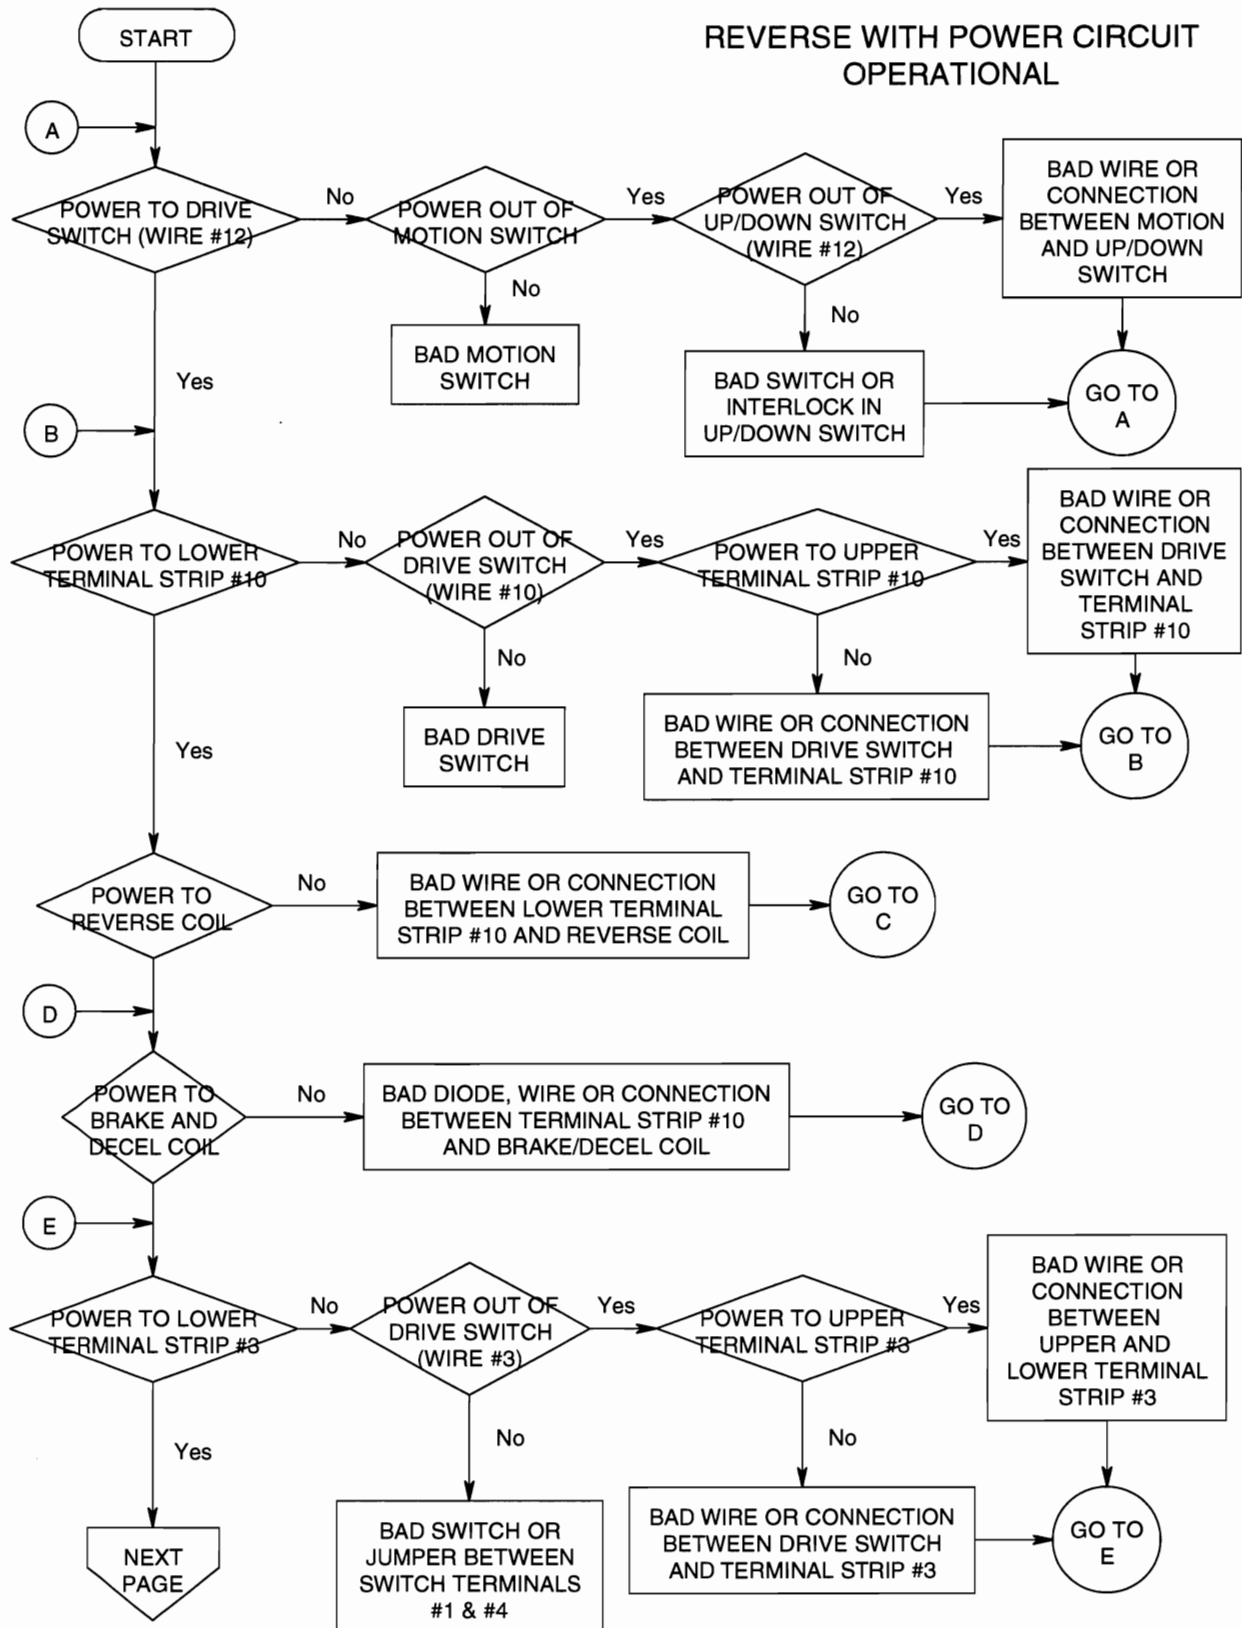 REVERSE WITH POWER CIRCUIT
OPERATIONAL
START
A
POWER TO DRIVE
SWITCH (WIRE #12)
No
POWER OUT OF
MOTION SWITCH
Yes
POWER OUT OF
UP/DOWN SWITCH
(WIRE #12)
Yes
BAD WIRE OR
CONNECTION
BETWEEN MOTION
AND UP/DOWN
SWITCH
No
BAD MOTION
SWITCH
No
BAD SWITCH OR
INTERLOCK IN
UP/DOWN SWITCH
GO TO
A
Yes
B
POWER TO LOWER
TERMINAL STRIP #10
No
POWER OUT OF
DRIVE SWITCH
(WIRE #10)
Yes
POWER TO UPPER
TERMINAL STRIP #10
Yes
BAD WIRE OR
CONNECTION
BETWEEN DRIVE
SWITCH AND
TERMINAL
STRIP #10
No
BAD DRIVE
SWITCH
No
BAD WIRE OR CONNECTION
BETWEEN DRIVE SWITCH
AND TERMINAL STRIP #10
GO TO
B
Yes
POWER TO
REVERSE COIL
No
BAD WIRE OR CONNECTION
BETWEEN LOWER TERMINAL
STRIP #10 AND REVERSE COIL
GO TO
C
D
POWER TO
BRAKE AND
DECEL COIL
No
BAD DIODE, WIRE OR CONNECTION
BETWEEN TERMINAL STRIP #10
AND BRAKE/DECEL COIL
GO TO
D
E
POWER TO LOWER
TERMINAL STRIP #3
No
POWER OUT OF
DRIVE SWITCH
(WIRE #3)
Yes
POWER TO UPPER
TERMINAL STRIP #3
Yes
BAD WIRE OR
CONNECTION
BETWEEN
UPPER AND
LOWER TERMINAL
STRIP #3
Yes
No
No
NEXT
PAGE
BAD SWITCH OR
JUMPER BETWEEN
SWITCH TERMINALS
#1 & #4
BAD WIRE OR CONNECTION
BETWEEN DRIVE SWITCH
AND TERMINAL STRIP #3
GO TO
E